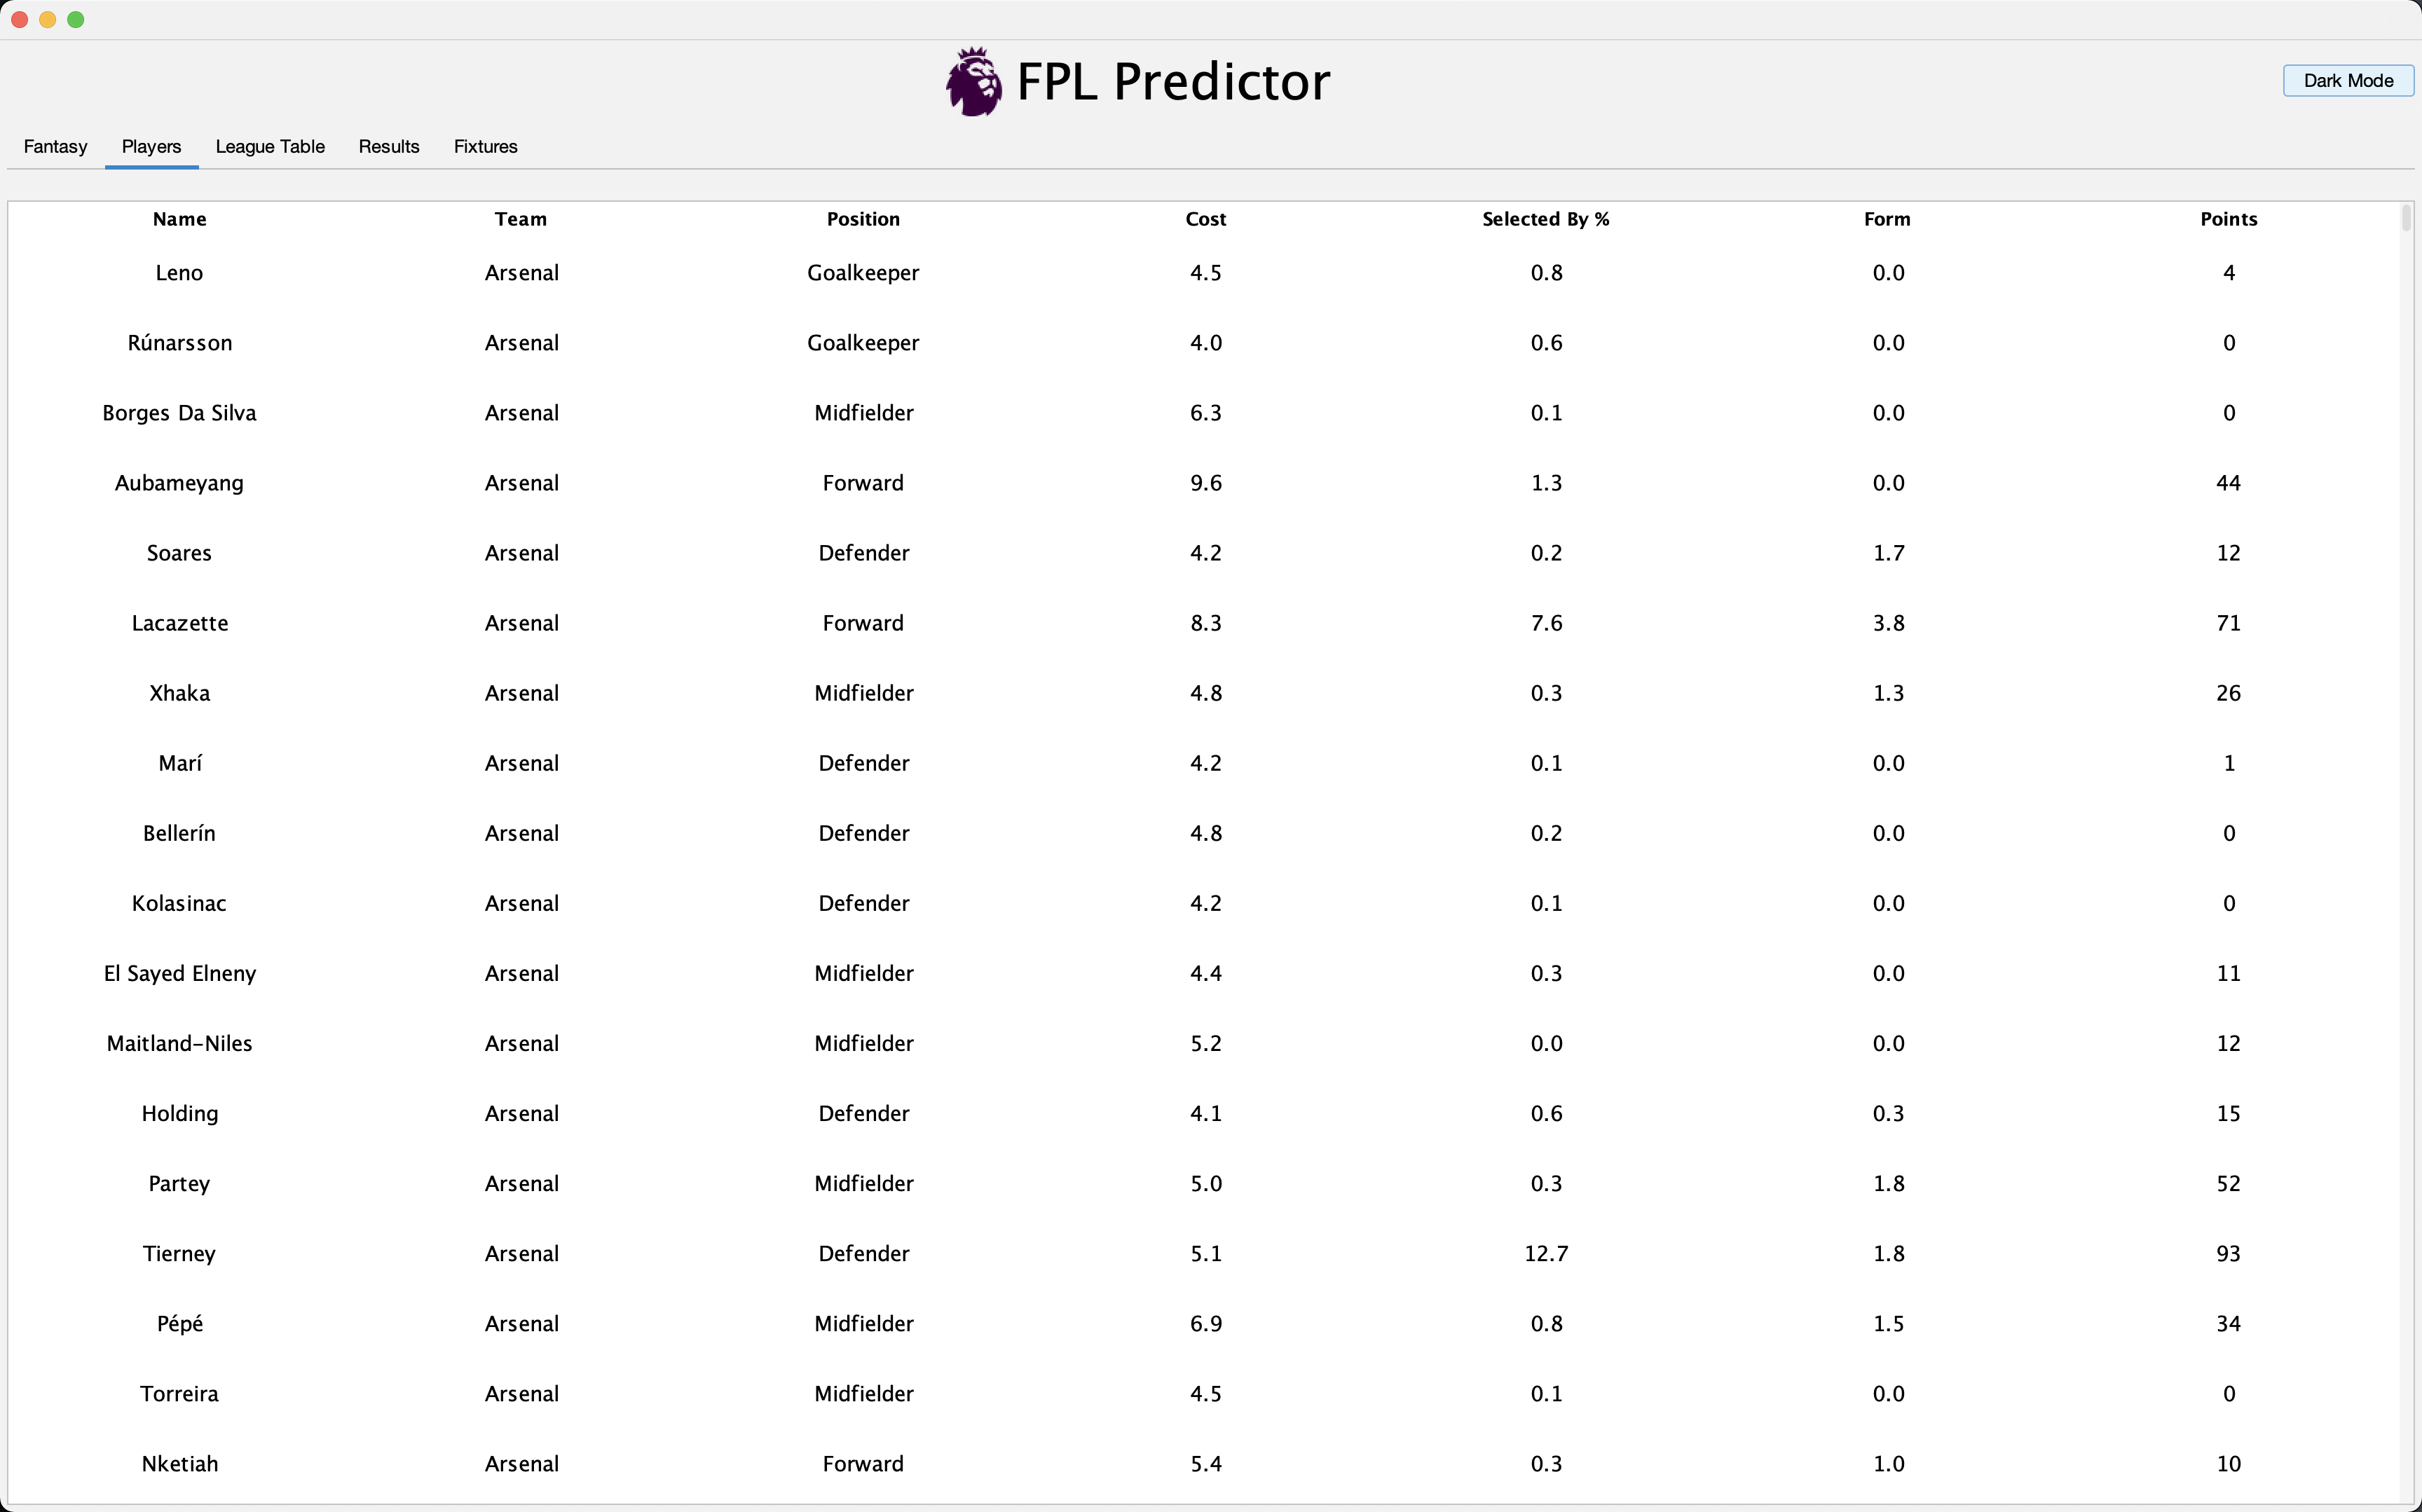 FPL Predictor
Dark Mode
Fantasy Players League Table Results Fixtures
Name Team Position Cost Selected By % Form Points
Leno Arsenal Goalkeeper 4.5 0.8 0.0 4
Rúnarsson Arsenal Goalkeeper 4.0 0.6 0.0 0
Borges Da Silva Arsenal Midfielder 6.3 0.1 0.0 0
Aubameyang Arsenal Forward 9.6 1.3 0.0 44
Soares Arsenal Defender 4.2 0.2 1.7 12
Lacazette Arsenal Forward 8.3 7.6 3.8 71
Xhaka Arsenal Midfielder 4.8 0.3 1.3 26
Marí Arsenal Defender 4.2 0.1 0.0 1
Bellerín Arsenal Defender 4.8 0.2 0.0 0
Kolasinac Arsenal Defender 4.2 0.1 0.0 0
El Sayed Elneny Arsenal Midfielder 4.4 0.3 0.0 11
Maitland-Niles Arsenal Midfielder 5.2 0.0 0.0 12
Holding Arsenal Defender 4.1 0.6 0.3 15
Partey Arsenal Midfielder 5.0 0.3 1.8 52
Tierney Arsenal Defender 5.1 12.7 1.8 93
Pépé Arsenal Midfielder 6.9 0.8 1.5 34
Torreira Arsenal Midfielder 4.5 0.1 0.0 0
Nketiah Arsenal Forward 5.4 0.3 1.0 10